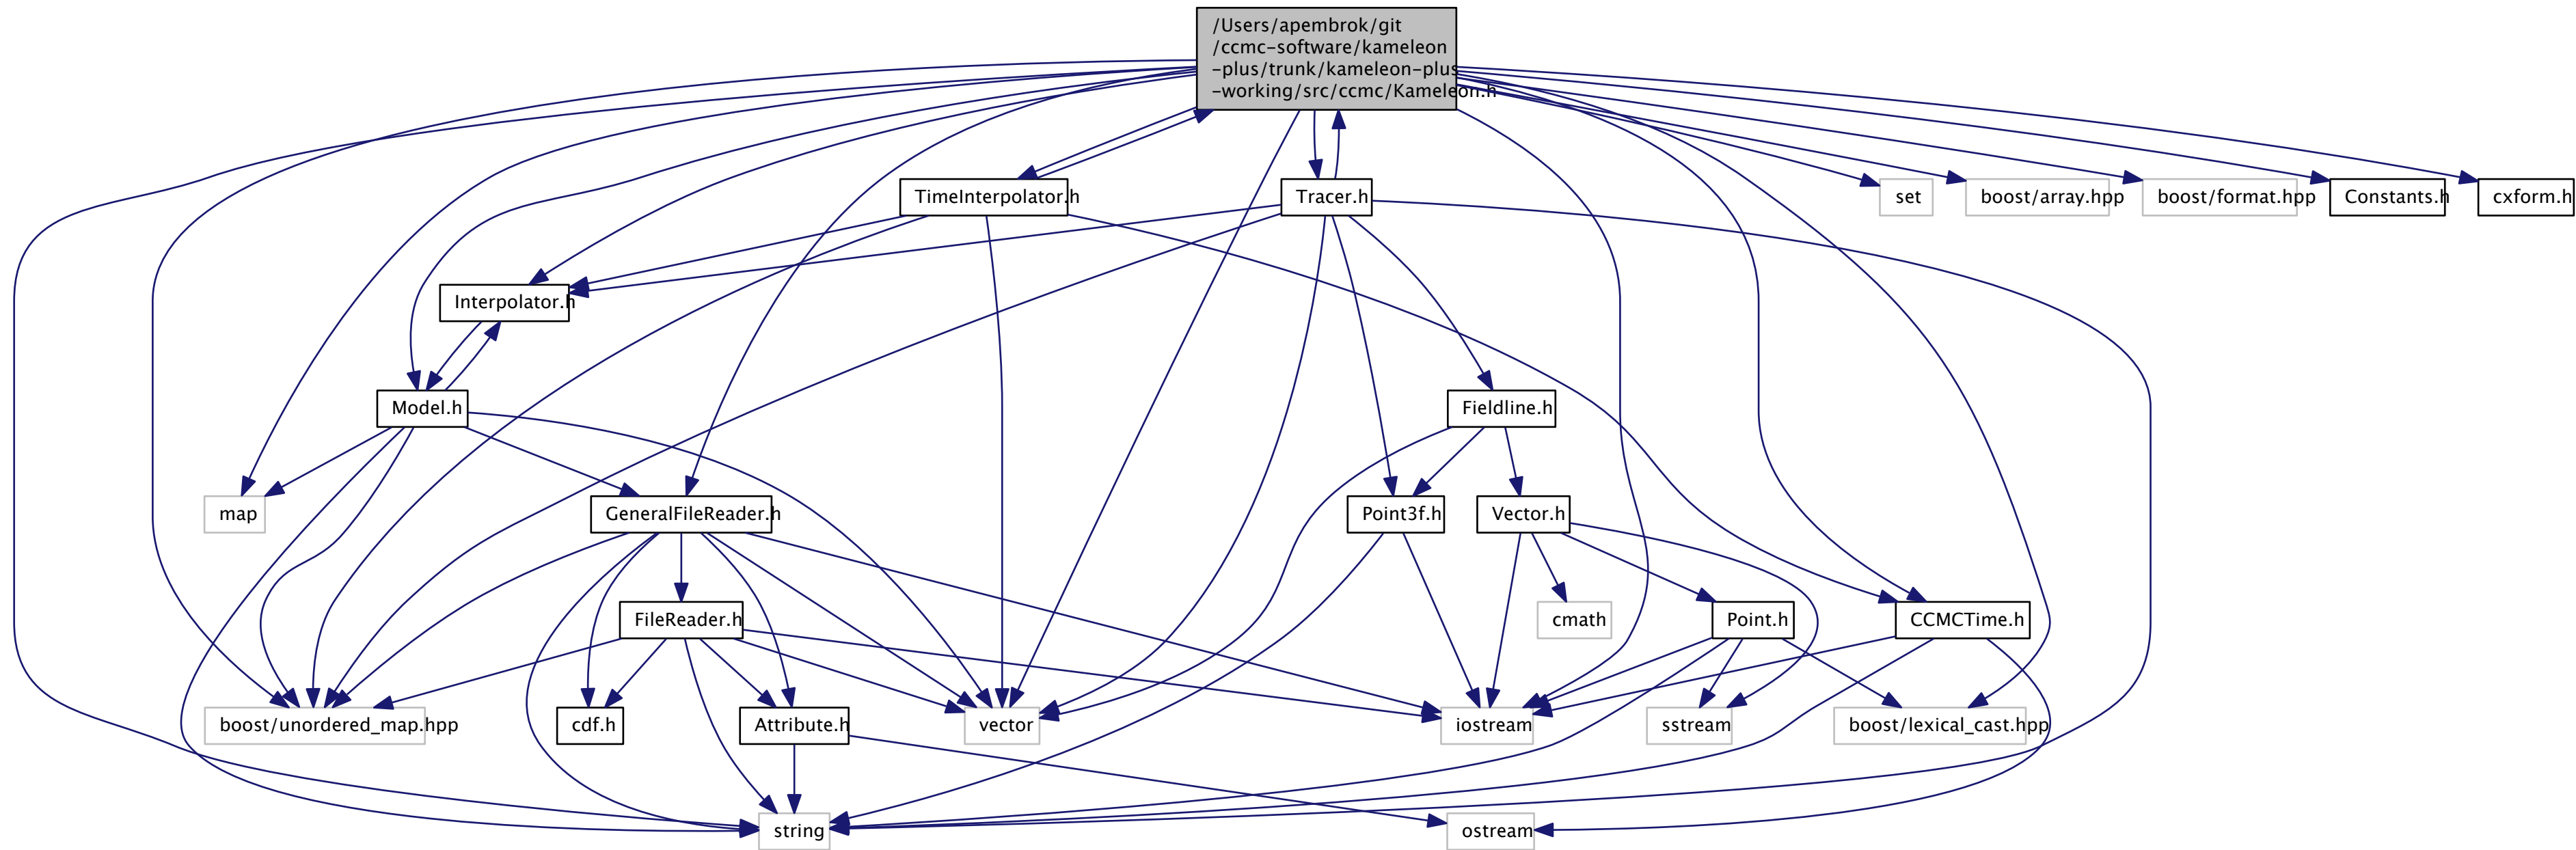 /Users/apembrok/git
/ccmc-software/kameleon
-plus/trunk/kameleon-plus
-working/src/ccmc/Kameleon.h
TimeInterpolator.h
Tracer.h
set
boost/array.hpp
boost/format.hpp
Constants.h
cxform.h
Interpolator.h
Model.h
Fieldline.h
map
GeneralFileReader.h
Point3f.h
Vector.h
FileReader.h
cmath
Point.h
CCMCTime.h
boost/unordered_map.hpp
cdf.h
Attribute.h
vector
iostream
sstream
boost/lexical_cast.hpp
string
ostream